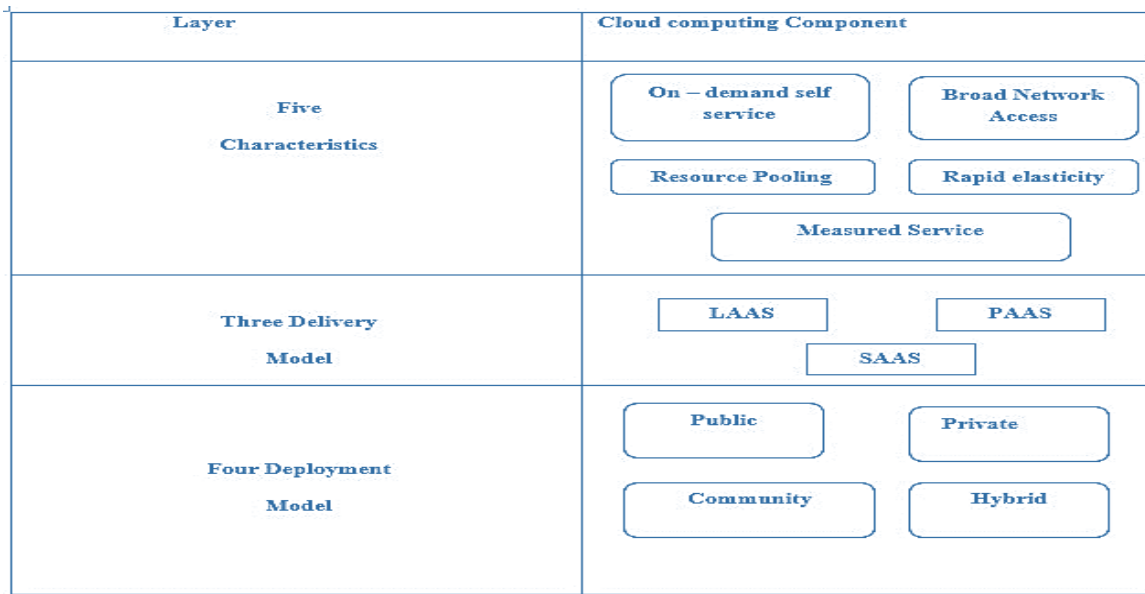 Layer
Cloud computing Component
Five
Characteristics
On – demand self
service
Broad Network
Access
Resource Pooling
Rapid elasticity
Measured Service
Three Delivery
Model
LAAS
PAAS
SAAS
Four Deployment
Model
Public
Private
Community
Hybrid